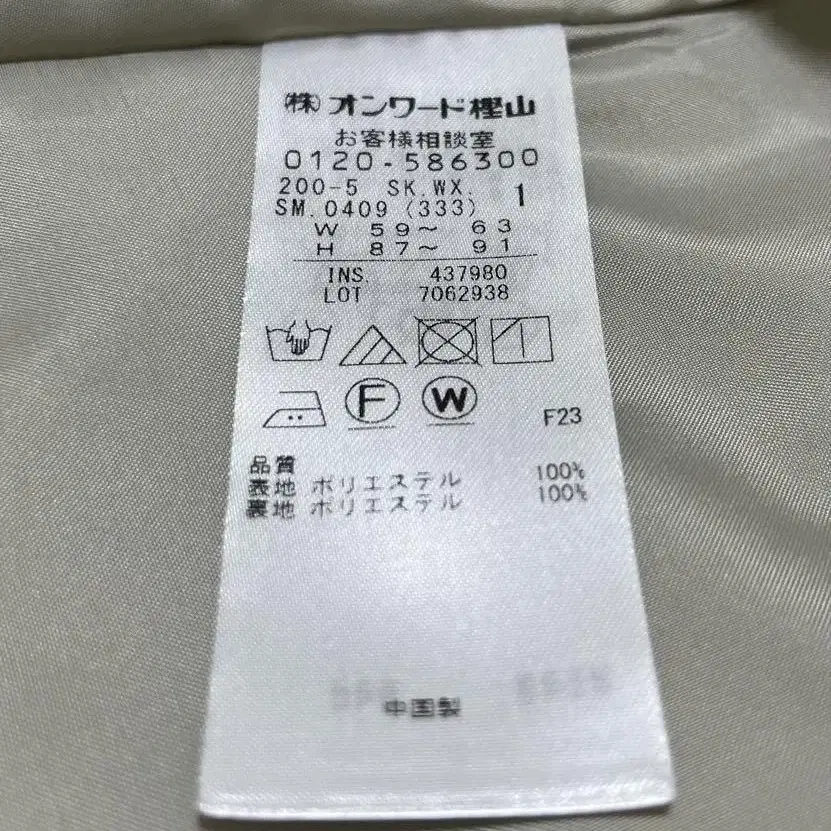 (株)オンワード樫山
お客様相談室
0120-586300
200-5 SK.WX. 1
SM.0409 (333)
W 59～ 63
H 87～ 91
INS. 437980
LOT 7062938
F W F23
品質
表地 ポリエステル 100%
裏地 ポリエステル 100%
中国製